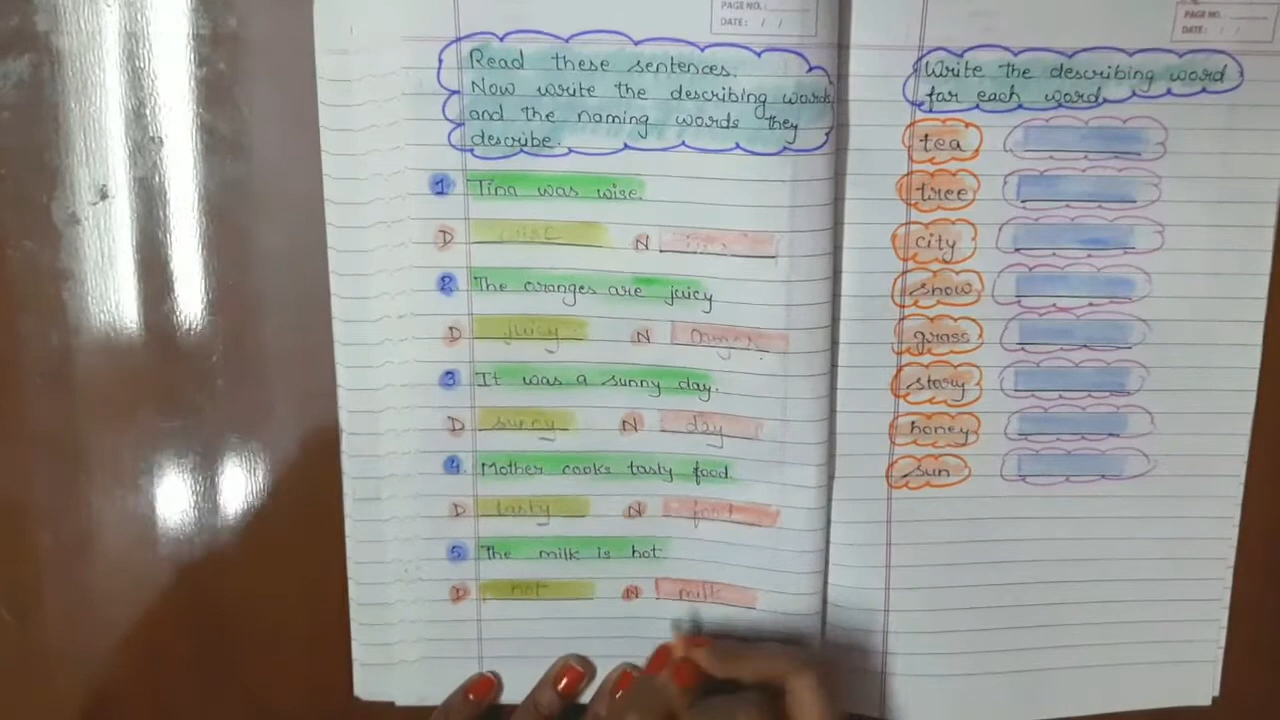 PAGE NO.:
DATE: / /
Read these sentences.
Now write the describing words
and the naming words they
describe.
1 Tina was wise.
D wise N
2. The oranges are juicy
D juicy N
3 It was a sunny day.
D sunny N day
4. Mother cooks tasty food.
D tasty N food
5 The milk is hot
D hot N milk
PAGE NO.
DATE: / /
Write the describing word
for each word
tea
tree
city
snow
grass
story
honey
sun